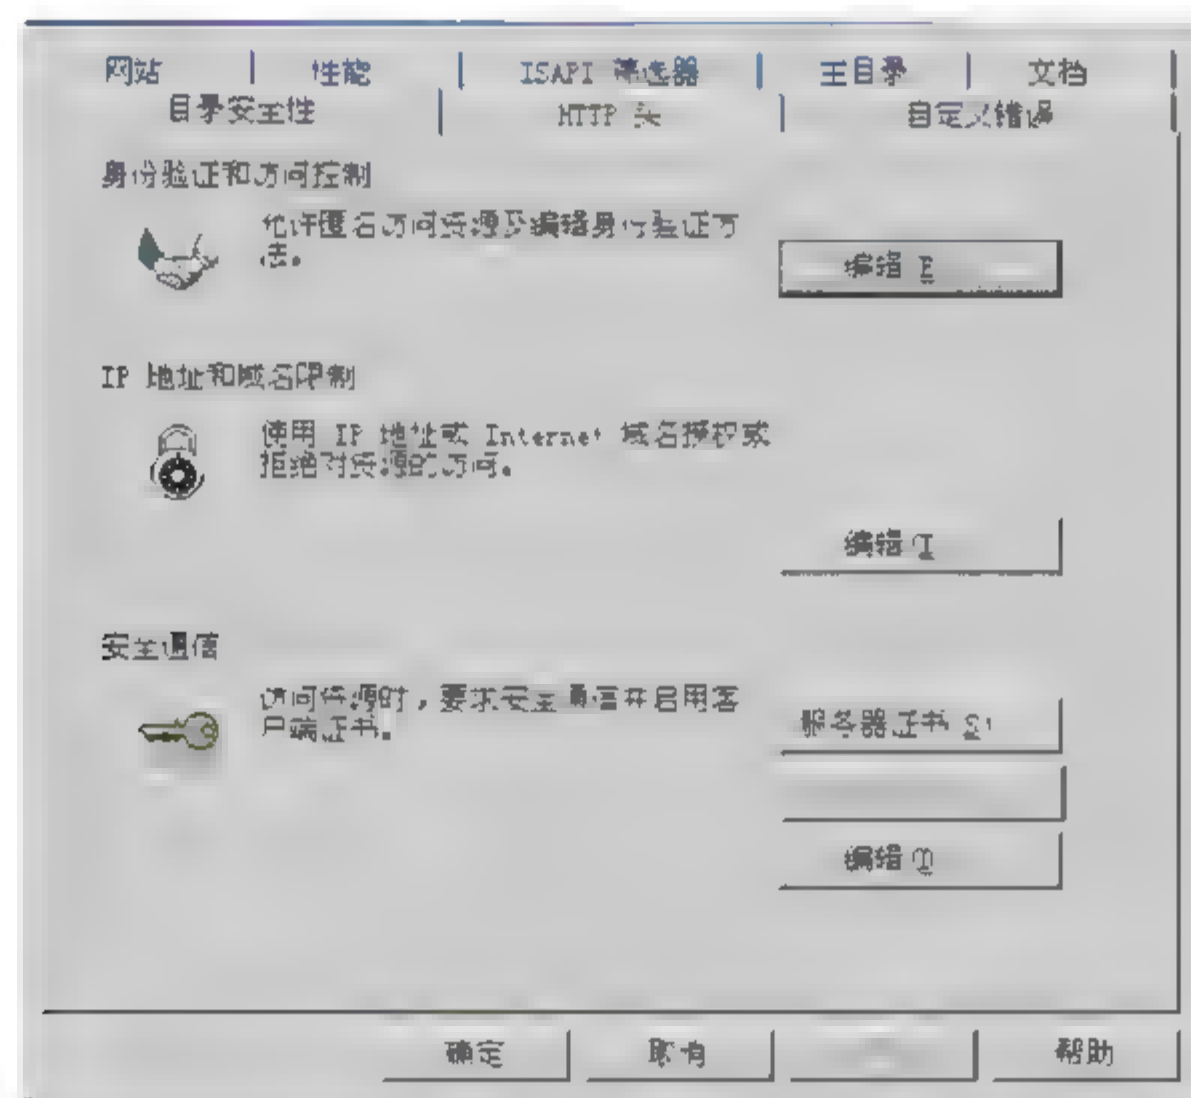 网站 性能 ISAPI 筛选器 主目录 文档
目录安全性 HTTP 头 自定义错误
身份验证和访问控制
允许匿名访问资源及编辑身份验证方
法。
编辑 E
IP 地址和域名限制
使用 IP 地址或 Internet 域名授权或
拒绝对资源的访问。
编辑 I
安全通信
访问资源时，要求安全通信并启用客
户端证书。
服务器证书 S
编辑
确定 取消 帮助